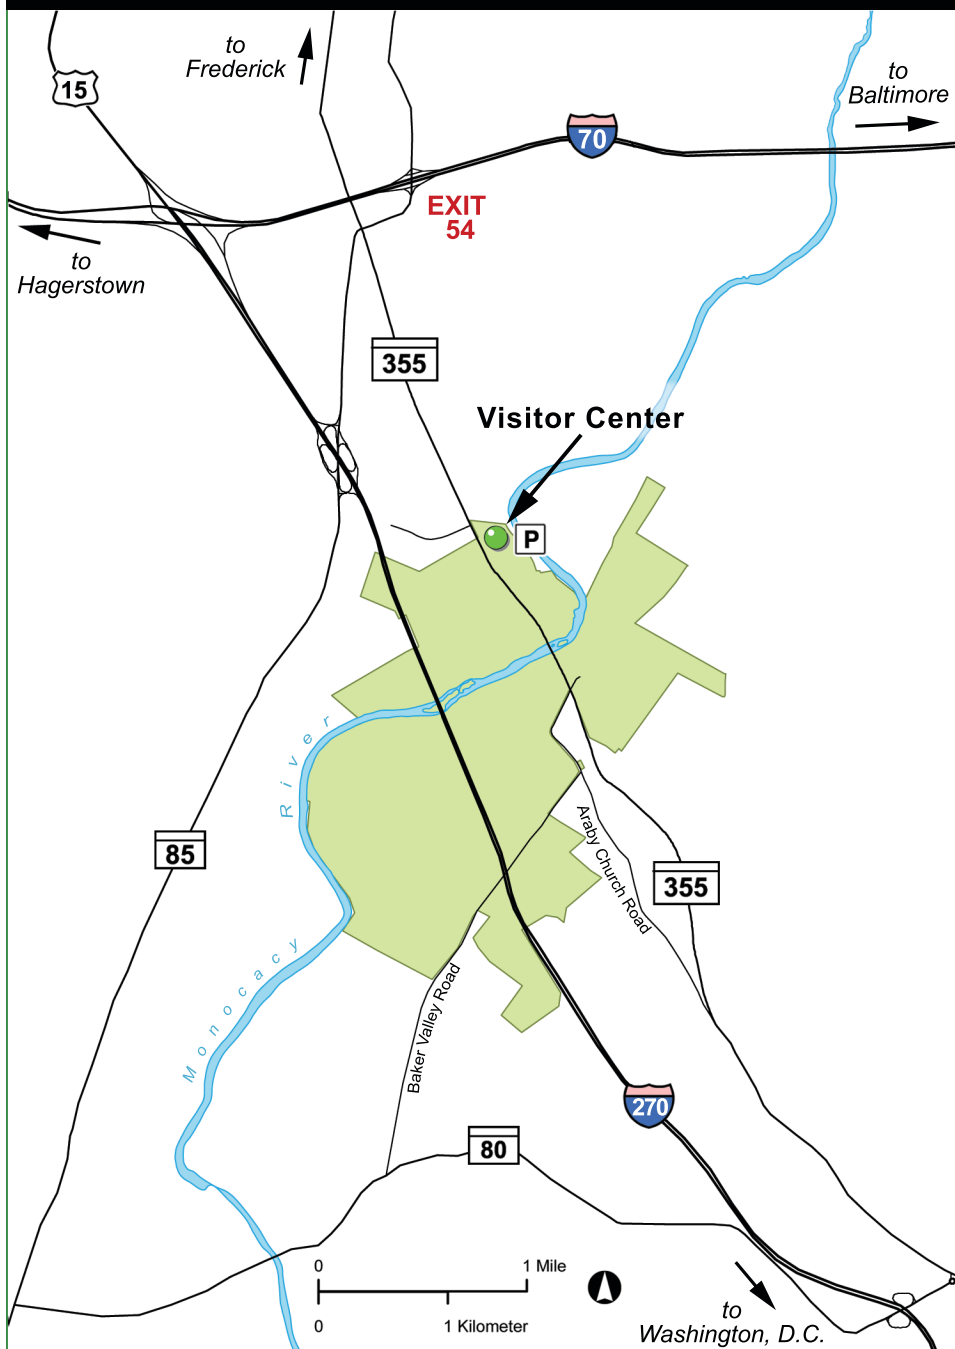 to
Frederick
15
to
Baltimore
70
EXIT
54
to
Hagerstown
355
Visitor Center
P
River
85
Araby Church Road
355
Monocacy
Baker Valley Road
270
80
0
1 Mile
0
1 Kilometer
to
Washington, D.C.